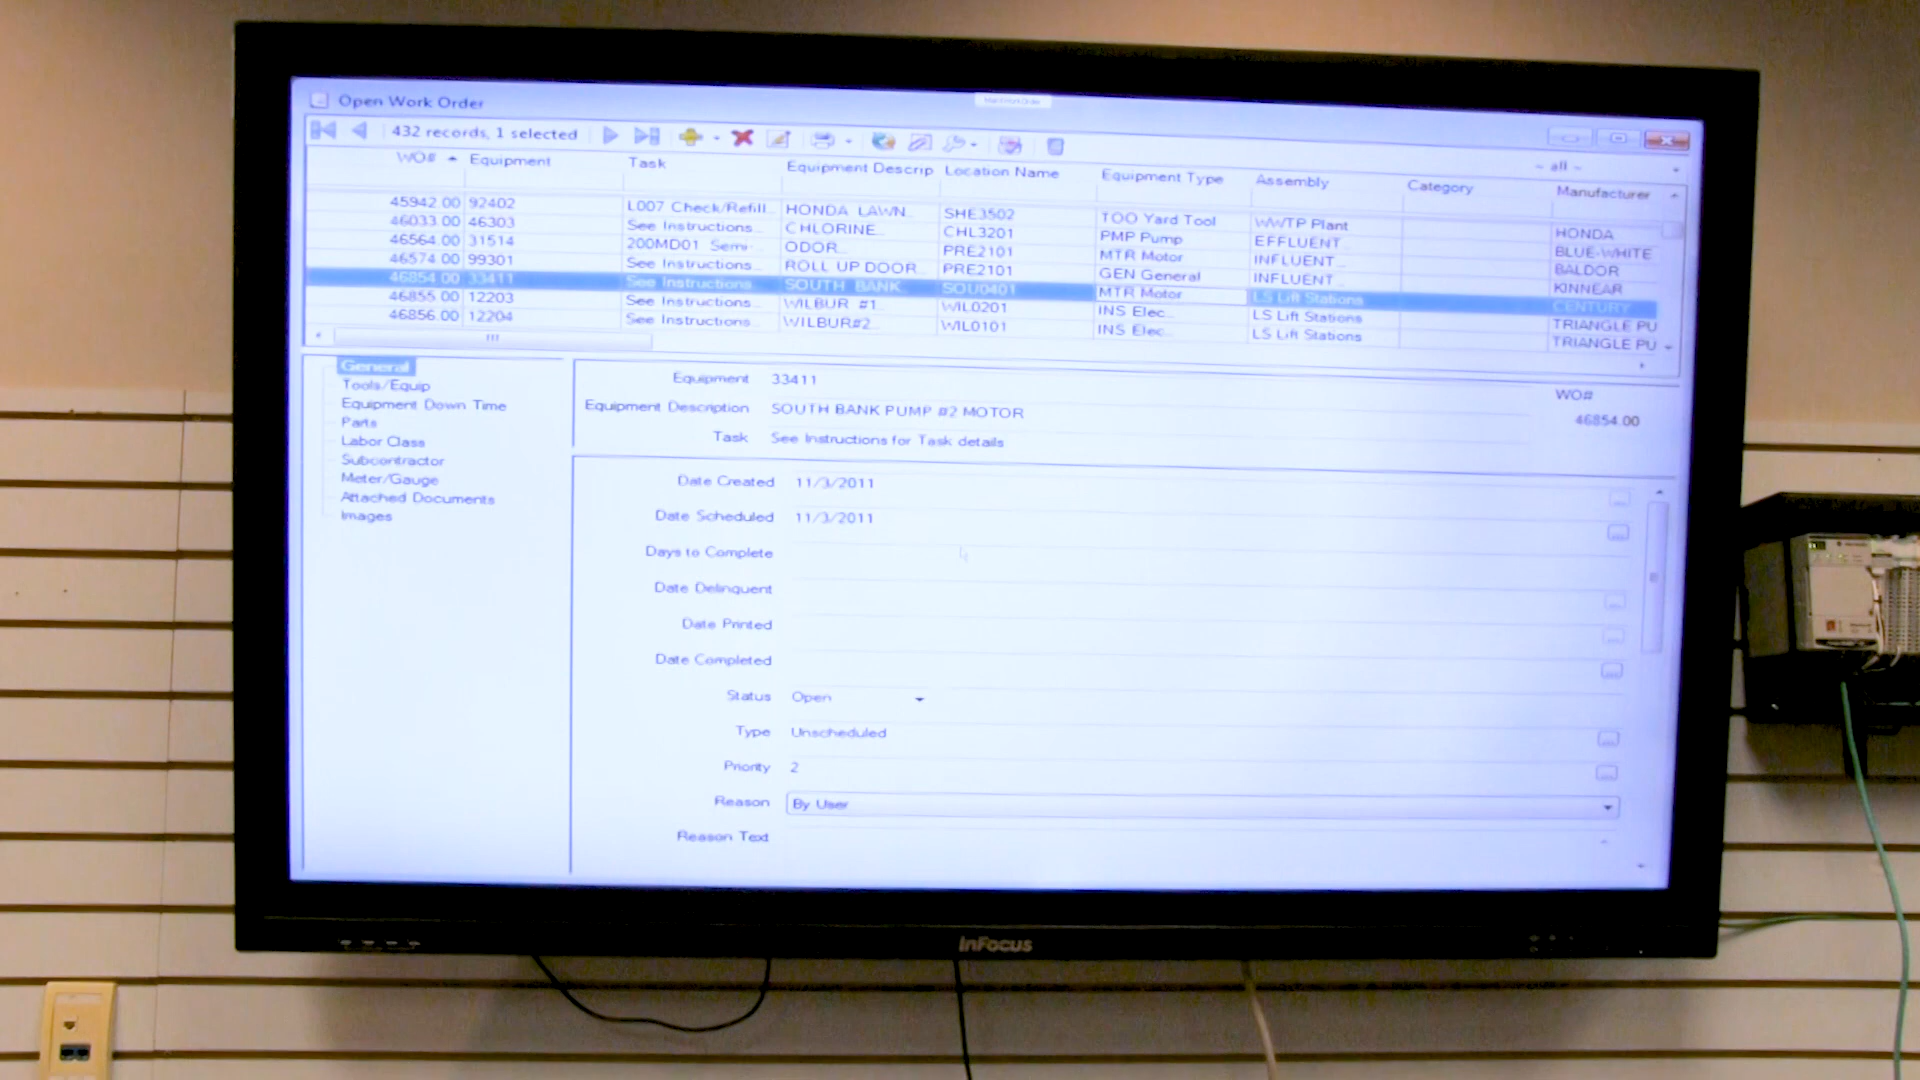 Open Work Order
432 records, 1 selected
~ all ~
WO# Equipment Task Equipment Descrip Location Name Equipment Type Assembly Category Manufacturer
45942.00 92402 L007 Check/Refill... HONDA LAWN... SHE3502 TOO Yard Tool WWTP Plant HONDA
46033.00 46303 See Instructions... CHLORINE... CHL3201 PMP Pump EFFLUENT... BLUE-WHITE
46564.00 31514 200MD01 Semi-... ODOR... PRE2101 MTR Motor INFLUENT... BALDOR
46574.00 99301 See Instructions... ROLL UP DOOR... PRE2101 GEN General INFLUENT... KINNEAR
46854.00 33411 See Instructions... SOUTH BANK... SOU0401 MTR Motor LS Lift Stations CENTURY
46855.00 12203 See Instructions... WILBUR #1... WIL0201 INS Elec... LS Lift Stations TRIANGLE PU
46856.00 12204 See Instructions... WILBUR#2... WIL0101 INS Elec... LS Lift Stations TRIANGLE PU
General
Tools/Equip
Equipment Down Time
Parts
Labor Class
Subcontractor
Meter/Gauge
Attached Documents
Images
Equipment 33411
Equipment Description SOUTH BANK PUMP #2 MOTOR
Task See Instructions for Task details
WO#
46854.00
Date Created 11/3/2011
Date Scheduled 11/3/2011
Days to Complete
Date Delinquent
Date Printed
Date Completed
Status Open
Type Unscheduled
Priority 2
Reason By User
Reason Text
InFocus